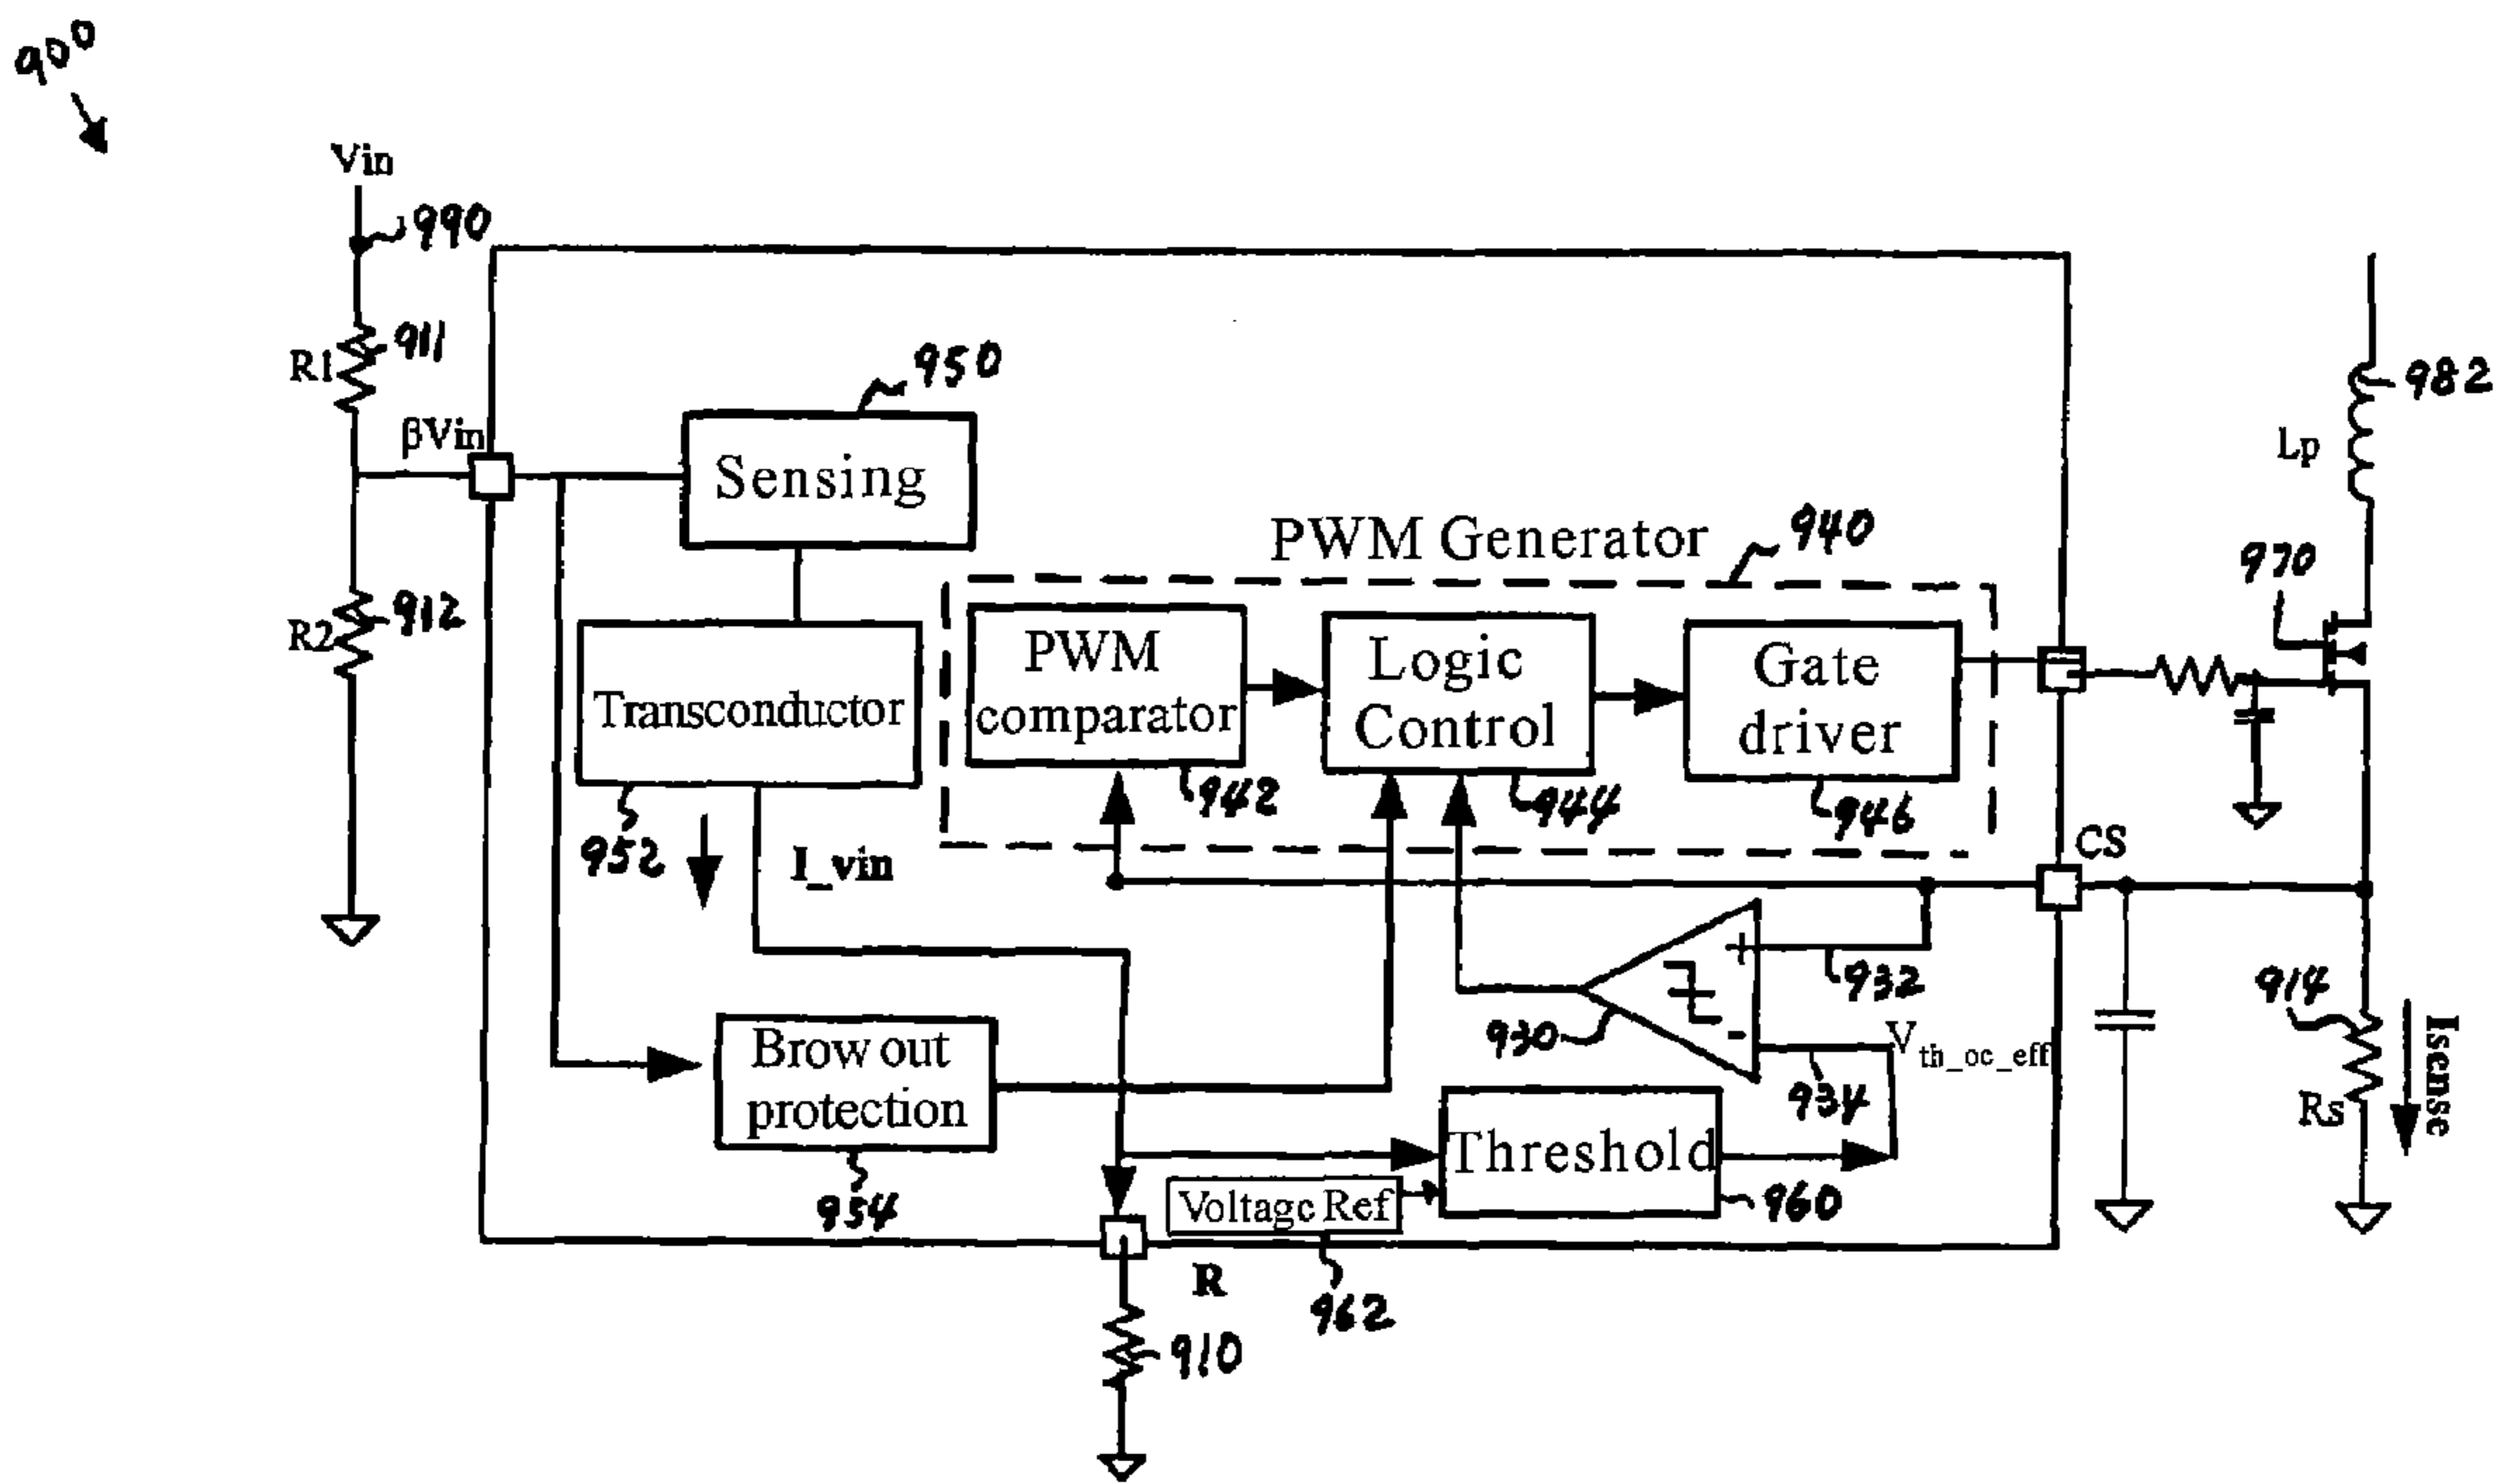 900
Vin
990
R1
911
βVin
950
Sensing
982
Lp
PWM Generator
940
970
R2
912
Transconductor
PWM
comparator
Logic
Control
Gate
driver
952
I_vin
942
944
946
CS
+
932
914
930
-
V th_oc_eff
934
Isense
Rs
Brow out
protection
954
Threshold
960
Voltage Ref
962
R
910